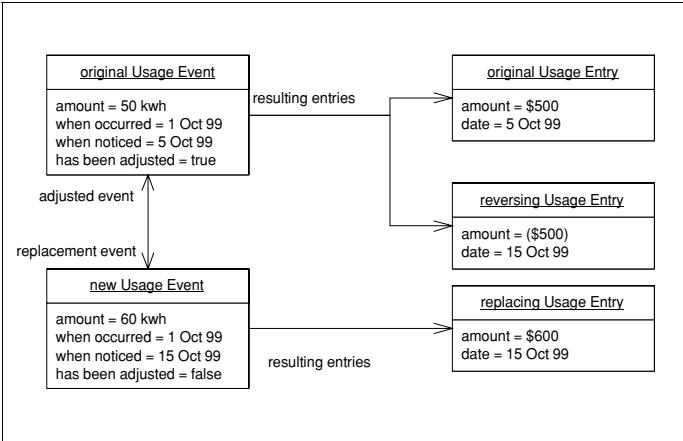 original Usage Event
amount = 50 kwh
when occurred = 1 Oct 99
when noticed = 5 Oct 99
has been adjusted = true
resulting entries
original Usage Entry
amount = $500
date = 5 Oct 99
adjusted event
reversing Usage Entry
amount = ($500)
date = 15 Oct 99
replacement event
new Usage Event
amount = 60 kwh
when occurred = 1 Oct 99
when noticed = 15 Oct 99
has been adjusted = false
resulting entries
replacing Usage Entry
amount = $600
date = 15 Oct 99